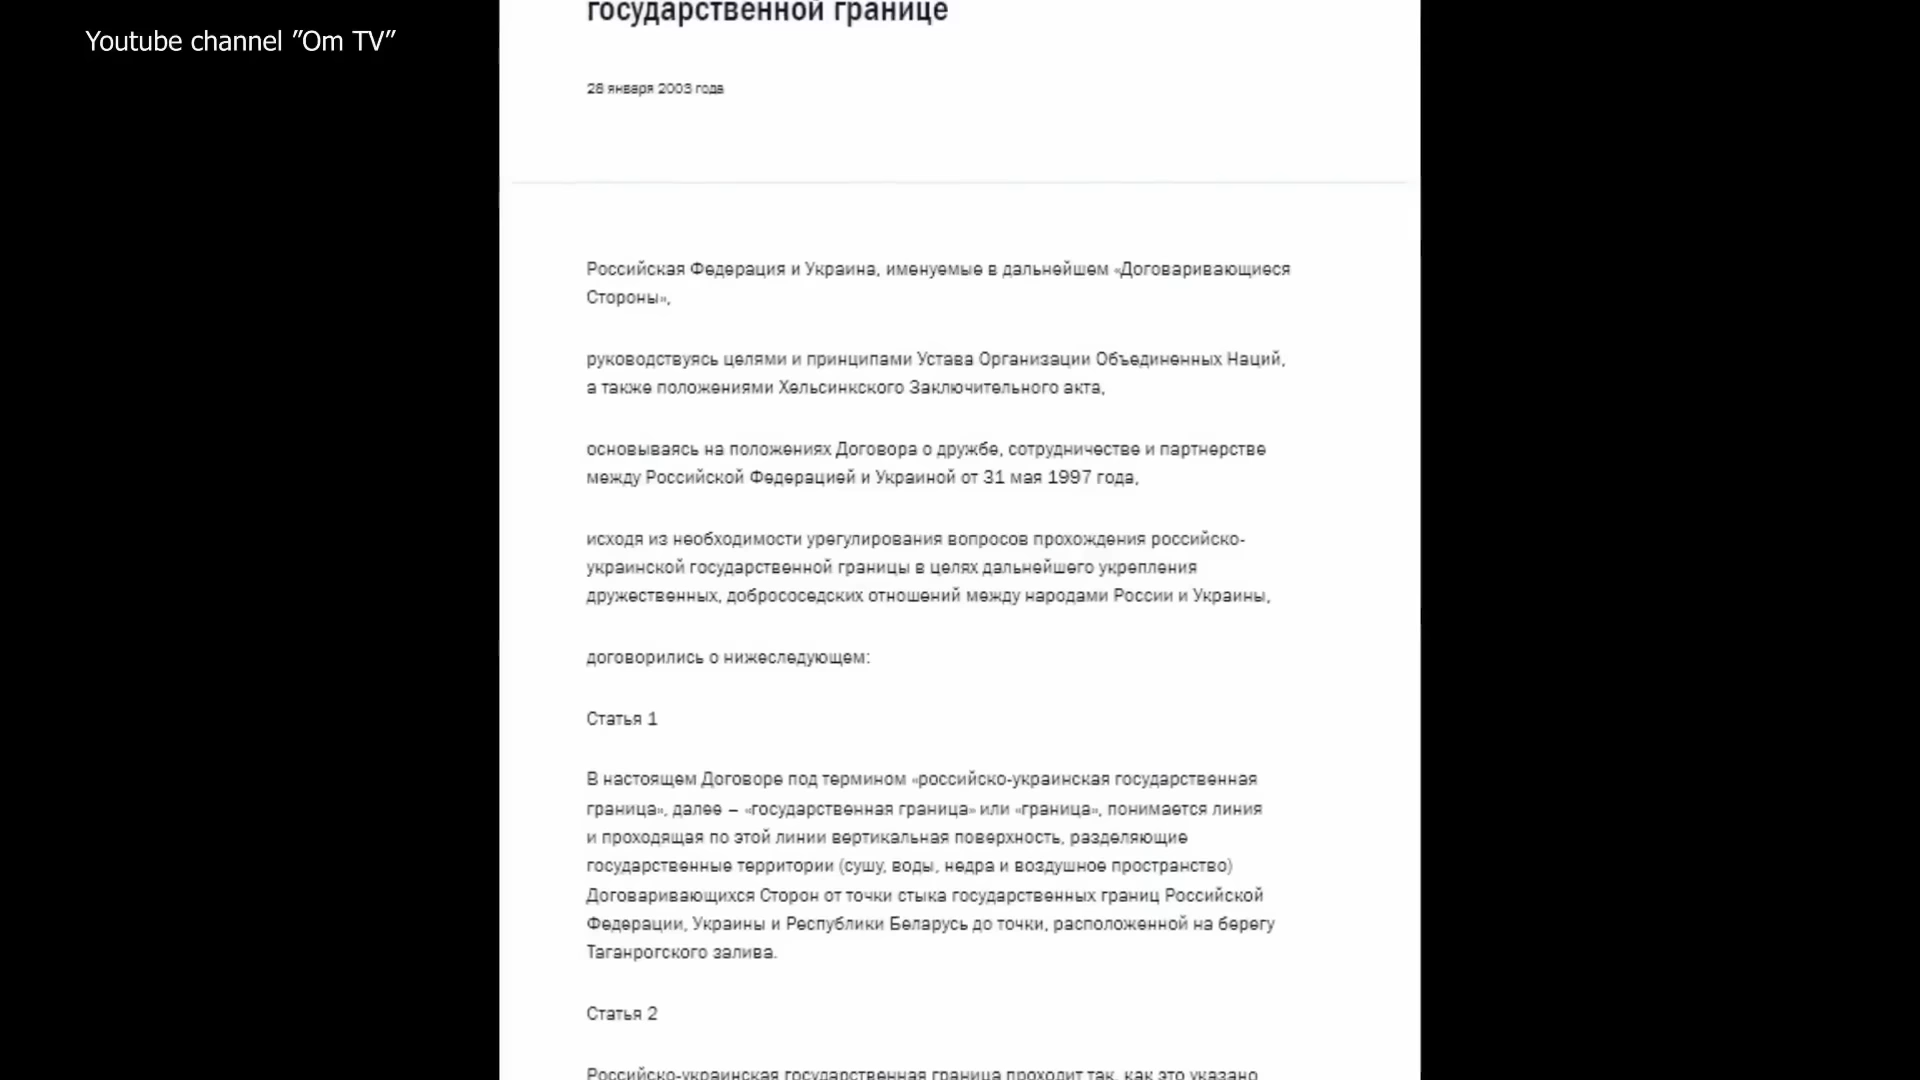 Youtube channel "Om TV"
государственной границе
28 января 2003 года
Российская Федерация и Украина, именуемые в дальнейшем «Договаривающиеся
Стороны»,
руководствуясь целями и принципами Устава Организации Объединенных Наций,
а также положениями Хельсинкского Заключительного акта,
основываясь на положениях Договора о дружбе, сотрудничестве и партнерстве
между Российской Федерацией и Украиной от 31 мая 1997 года,
исходя из необходимости урегулирования вопросов прохождения российско-
украинской государственной границы в целях дальнейшего укрепления
дружественных, добрососедских отношений между народами России и Украины,
договорились о нижеследующем:
Статья 1
В настоящем Договоре под термином «российско-украинская государственная
граница», далее – «государственная граница» или «граница», понимается линия
и проходящая по этой линии вертикальная поверхность, разделяющие
государственные территории (сушу, воды, недра и воздушное пространство)
Договаривающихся Сторон от точки стыка государственных границ Российской
Федерации, Украины и Республики Беларусь до точки, расположенной на берегу
Таганрогского залива.
Статья 2
Российско-украинская государственная граница проходит так, как это указано